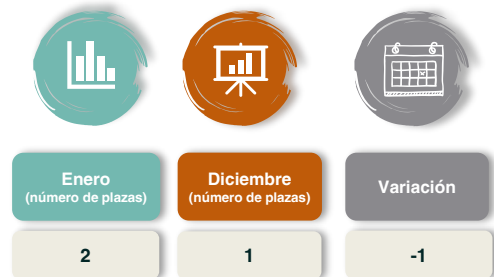 Enero
(número de plazas)
Diciembre
(número de plazas)
Variación
2
1
-1